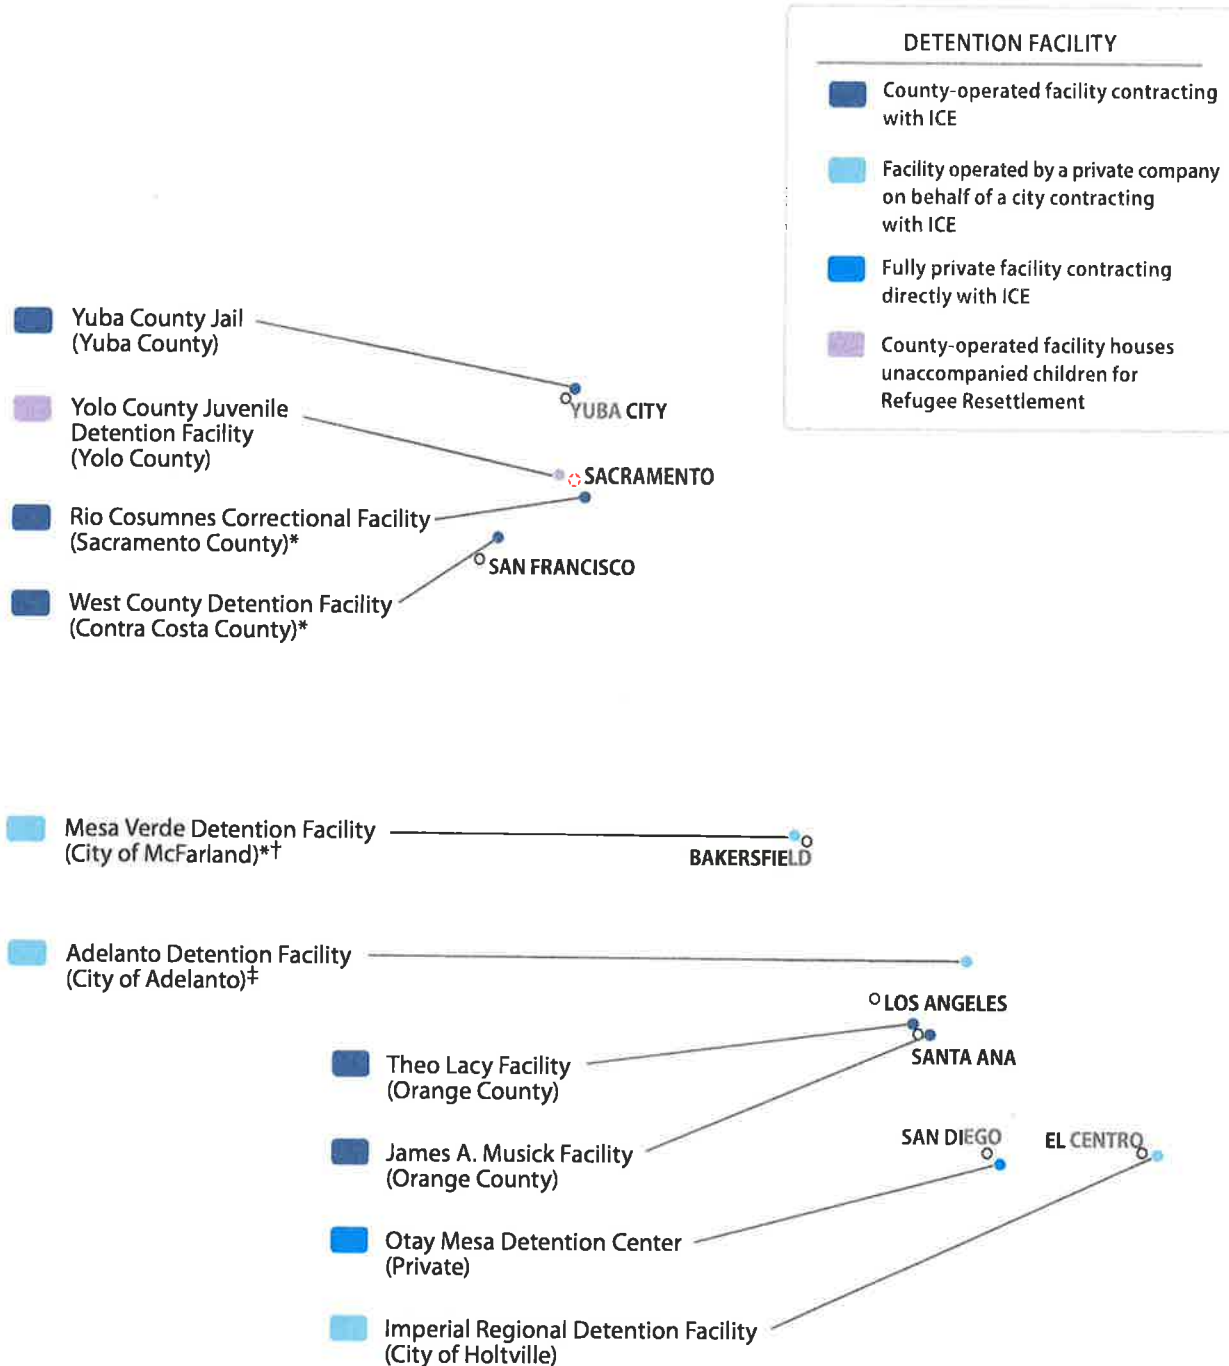 DETENTION FACILITY
County-operated facility contracting
with ICE
Facility operated by a private company
on behalf of a city contracting
with ICE
Fully private facility contracting
directly with ICE
County-operated facility houses
unaccompanied children for
Refugee Resettlement
Yuba County Jail
(Yuba County)
YUBA CITY
Yolo County Juvenile
Detention Facility
(Yolo County)
SACRAMENTO
Rio Cosumnes Correctional Facility
(Sacramento County)*
SAN FRANCISCO
West County Detention Facility
(Contra Costa County)*
Mesa Verde Detention Facility
(City of McFarland)*†
BAKERSFIELD
Adelanto Detention Facility
(City of Adelanto)‡
LOS ANGELES
Theo Lacy Facility
(Orange County)
SANTA ANA
James A. Musick Facility
(Orange County)
SAN DIEGO
EL CENTRO
Otay Mesa Detention Center
(Private)
Imperial Regional Detention Facility
(City of Holtville)